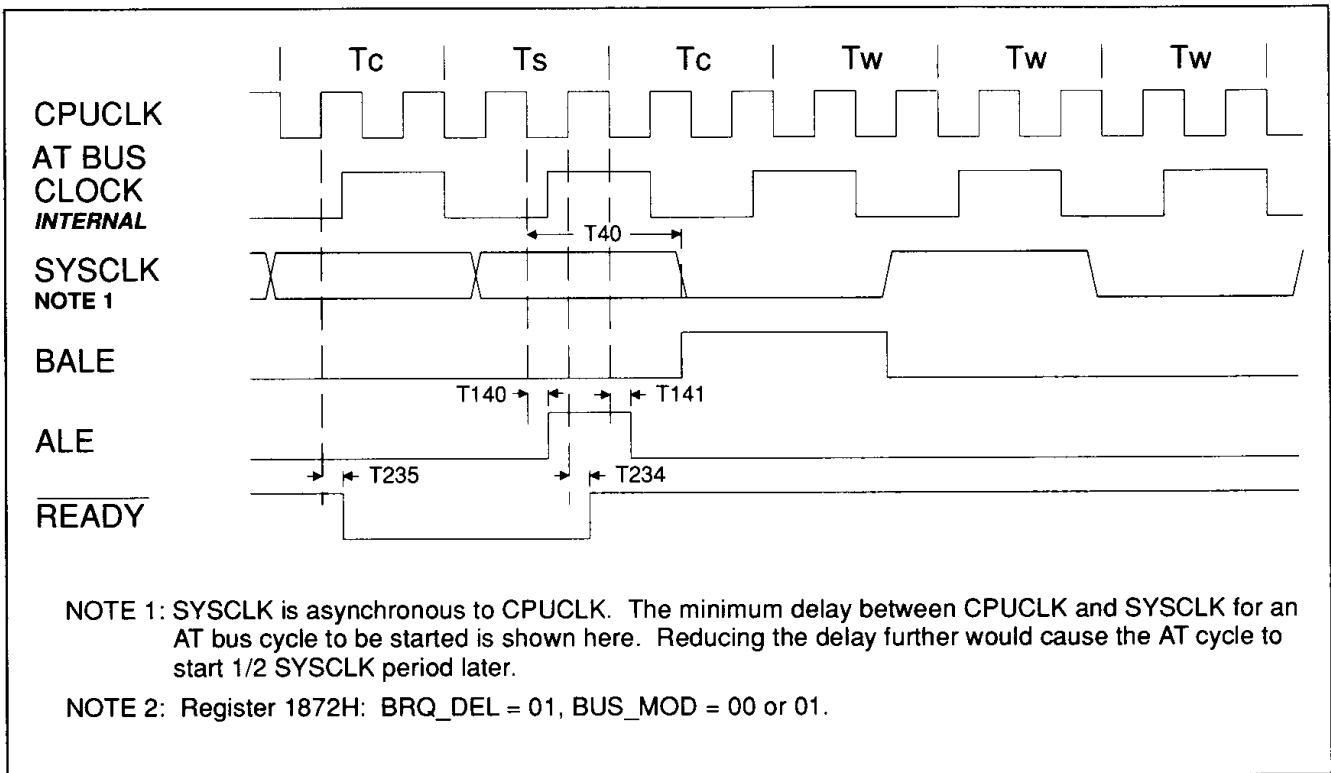 Tc Ts Tc Tw Tw Tw
CPUCLK
AT BUS
CLOCK
INTERNAL
T40
SYSCLK
NOTE 1
BALE
T140 T141
ALE
T235 T234
READY
NOTE 1: SYSCLK is asynchronous to CPUCLK. The minimum delay between CPUCLK and SYSCLK for an
AT bus cycle to be started is shown here. Reducing the delay further would cause the AT cycle to
start 1/2 SYSCLK period later.
NOTE 2: Register 1872H: BRQ_DEL = 01, BUS_MOD = 00 or 01.